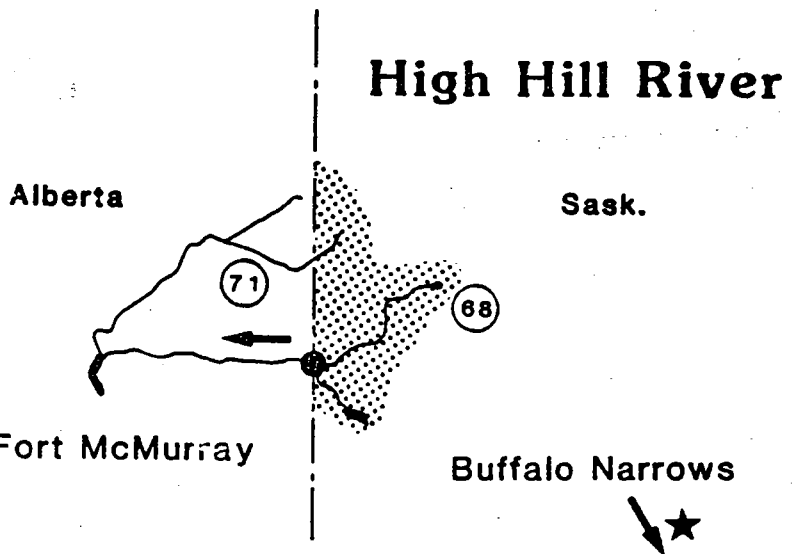 High Hill River
Alberta
Sask.
71
68
Fort McMurray
Buffalo Narrows